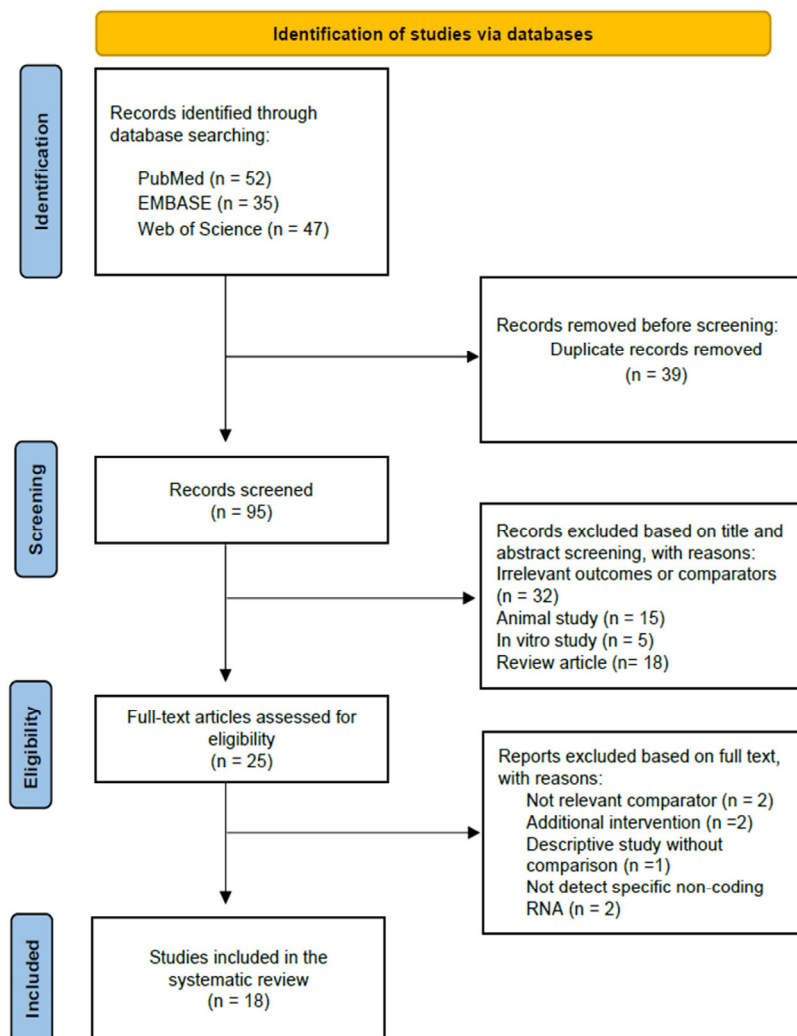 Identification of studies via databases
Identification
Records identified through
database searching:
PubMed (n = 52)
EMBASE (n = 35)
Web of Science (n = 47)
Records removed before screening:
Duplicate records removed
(n = 39)
Screening
Records screened
(n = 95)
Records excluded based on title and
abstract screening, with reasons:
Irrelevant outcomes or comparators
(n = 32)
Animal study (n = 15)
In vitro study (n = 5)
Review article (n= 18)
Eligibility
Full-text articles assessed for
eligibility
(n = 25)
Reports excluded based on full text,
with reasons:
Not relevant comparator (n = 2)
Additional intervention (n =2)
Descriptive study without
comparison (n =1)
Not detect specific non-coding
RNA (n = 2)
Included
Studies included in the
systematic review
(n = 18)